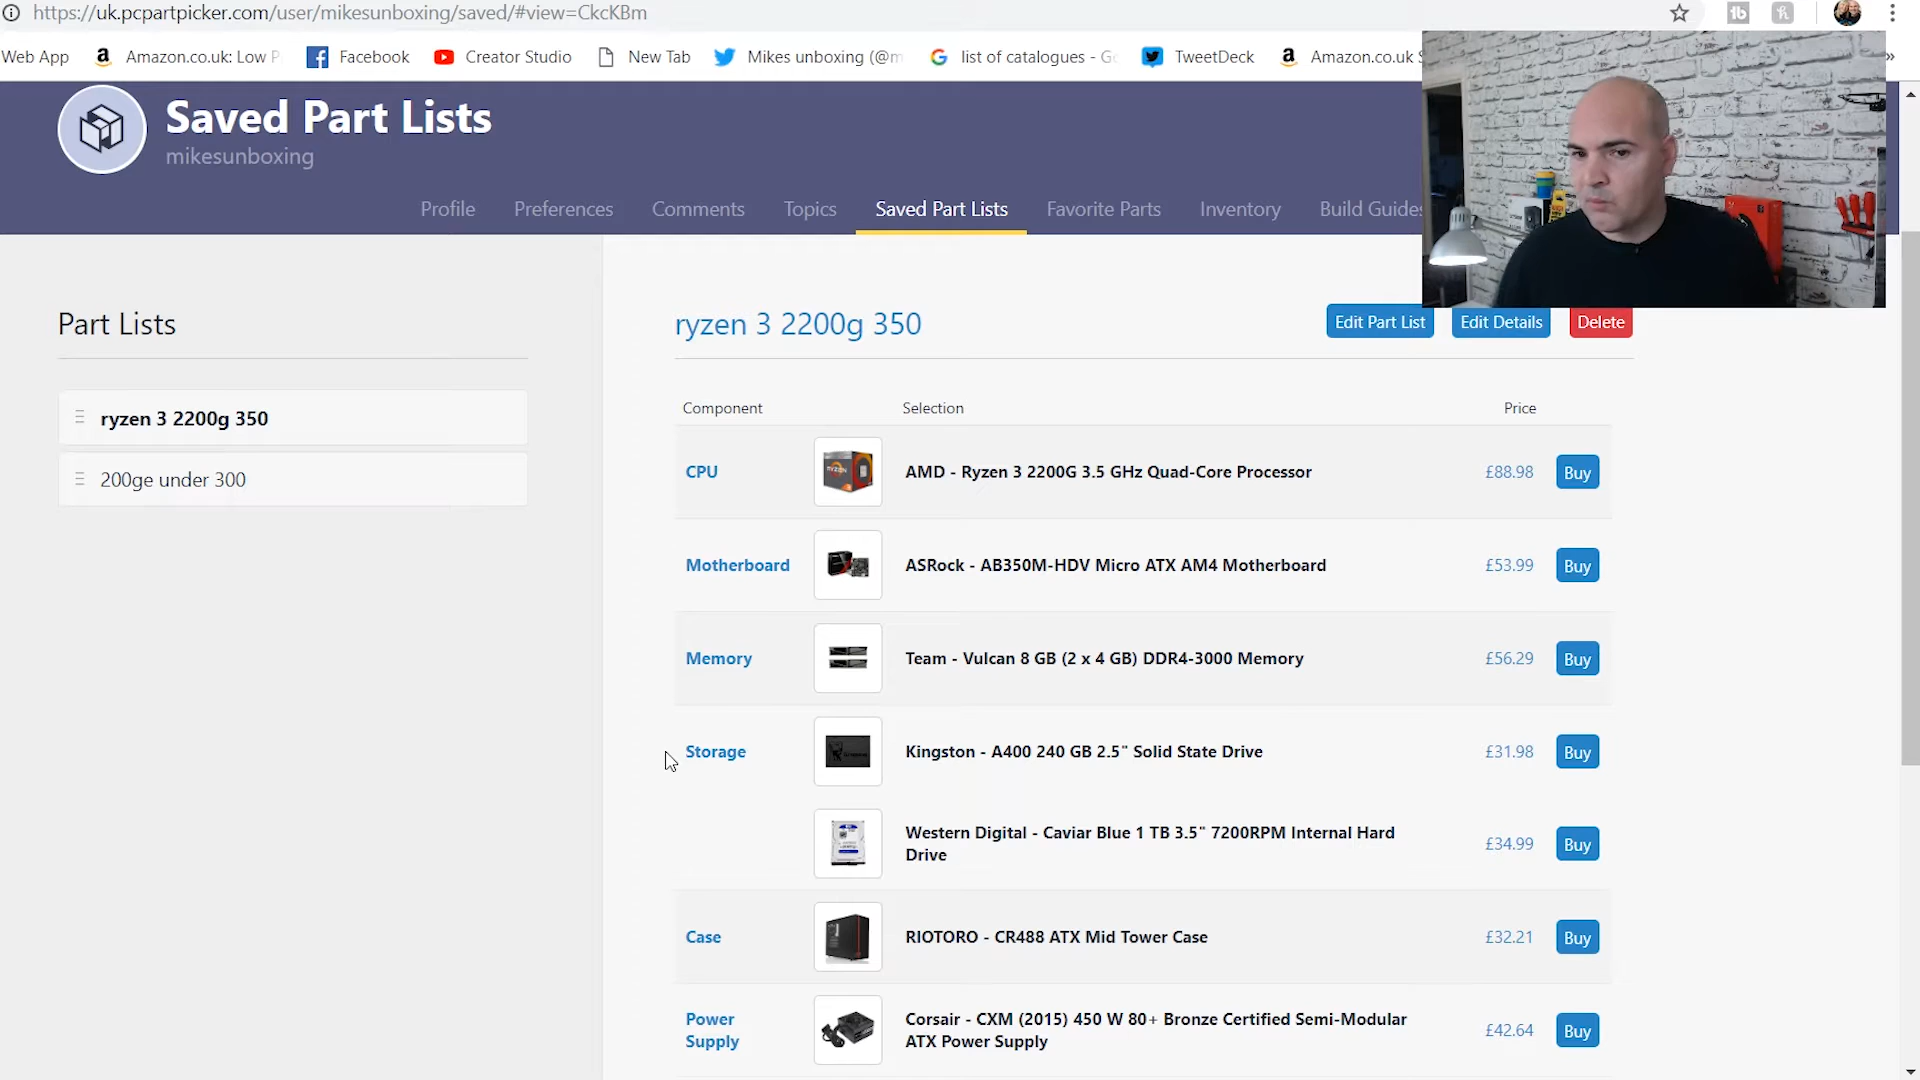 https://uk.pcpartpicker.com/user/mikesunboxing/saved/#view=CkcKBm
Web App
Amazon.co.uk: Low P
Facebook
Creator Studio
New Tab
Mikes unboxing (@m
list of catalogues - Go
TweetDeck
Amazon.co.uk S
»
Saved Part Lists
mikesunboxing
Profile
Preferences
Comments
Topics
Saved Part Lists
Favorite Parts
Inventory
Build Guides
Part Lists
ryzen 3 2200g 350
200ge under 300
ryzen 3 2200g 350
Edit Part List
Edit Details
Delete
Component Selection Price
CPU AMD - Ryzen 3 2200G 3.5 GHz Quad-Core Processor £88.98 Buy
Motherboard ASRock - AB350M-HDV Micro ATX AM4 Motherboard £53.99 Buy
Memory Team - Vulcan 8 GB (2 x 4 GB) DDR4-3000 Memory £56.29 Buy
Storage Kingston - A400 240 GB 2.5" Solid State Drive £31.98 Buy
Western Digital - Caviar Blue 1 TB 3.5" 7200RPM Internal Hard £34.99 Buy
Drive
Case RIOTORO - CR488 ATX Mid Tower Case £32.21 Buy
Power Corsair - CXM (2015) 450 W 80+ Bronze Certified Semi-Modular £42.64 Buy
Supply ATX Power Supply